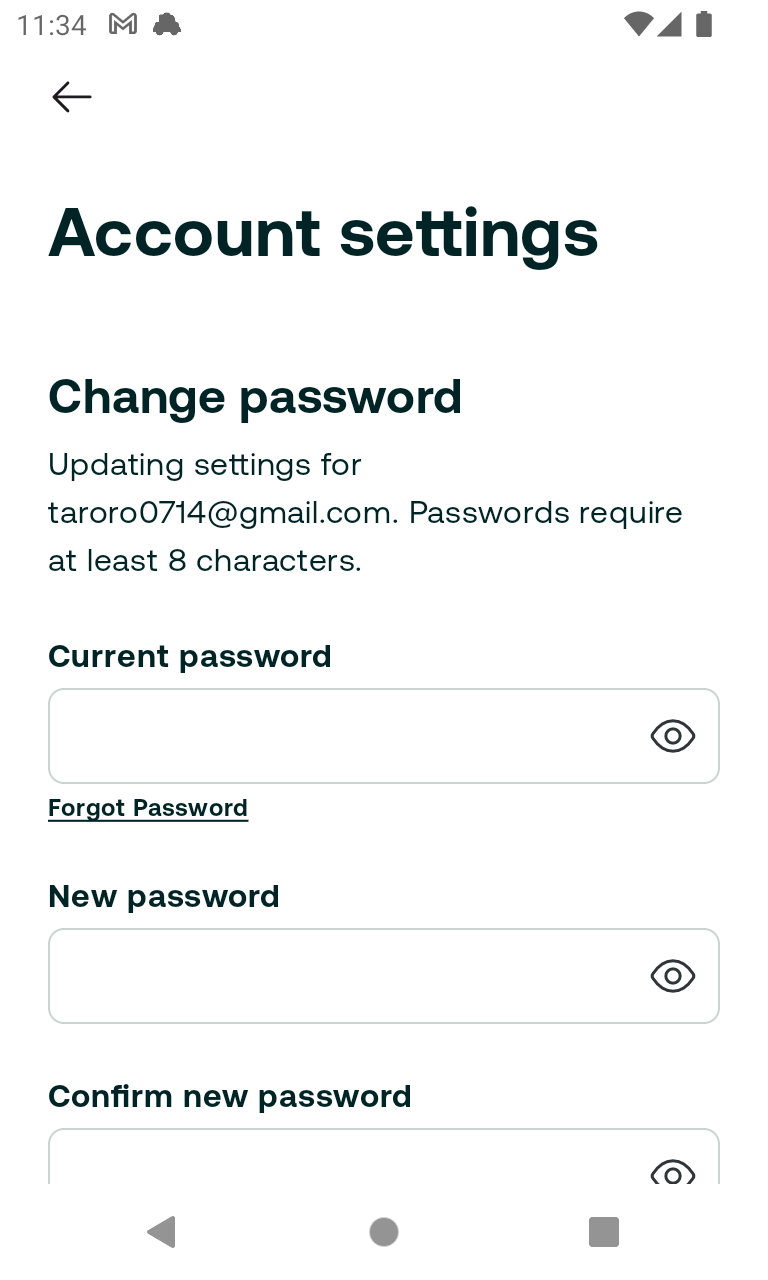 11:34
Account settings
Change password
Updating settings for
taroro0714@gmail.com. Passwords require
at least 8 characters.
Current password
Forgot Password
New password
Confirm new password